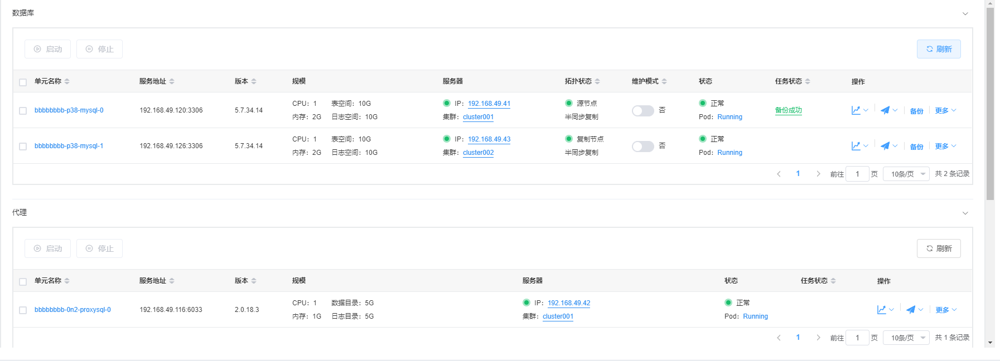 数据库
启动 停止 刷新
单元名称 服务地址 版本 规模 服务器 拓扑状态 维护模式 状态 任务状态 操作
bbbbbbbb-p38-mysql-0 192.168.49.120:3306 5.7.34.14 CPU：1 表空间：10G IP：192.168.49.41 源节点 否 正常 备份成功 备份 更多
内存：2G 日志空间：10G 集群：cluster001 半同步复制 Pod：Running
bbbbbbbb-p38-mysql-1 192.168.49.126:3306 5.7.34.14 CPU：1 表空间：10G IP：192.168.49.43 复制节点 否 正常 备份 更多
内存：2G 日志空间：10G 集群：cluster002 半同步复制 Pod：Running
1 前往 1 页 10条/页 共 2 条记录
代理
启动 停止 刷新
单元名称 服务地址 版本 规模 服务器 状态 任务状态 操作
bbbbbbbb-0n2-proxysql-0 192.168.49.116:6033 2.0.18.3 CPU：1 数据目录：5G IP：192.168.49.42 正常 更多
内存：1G 日志目录：5G 集群：cluster001 Pod：Running
1 前往 1 页 10条/页 共 1 条记录